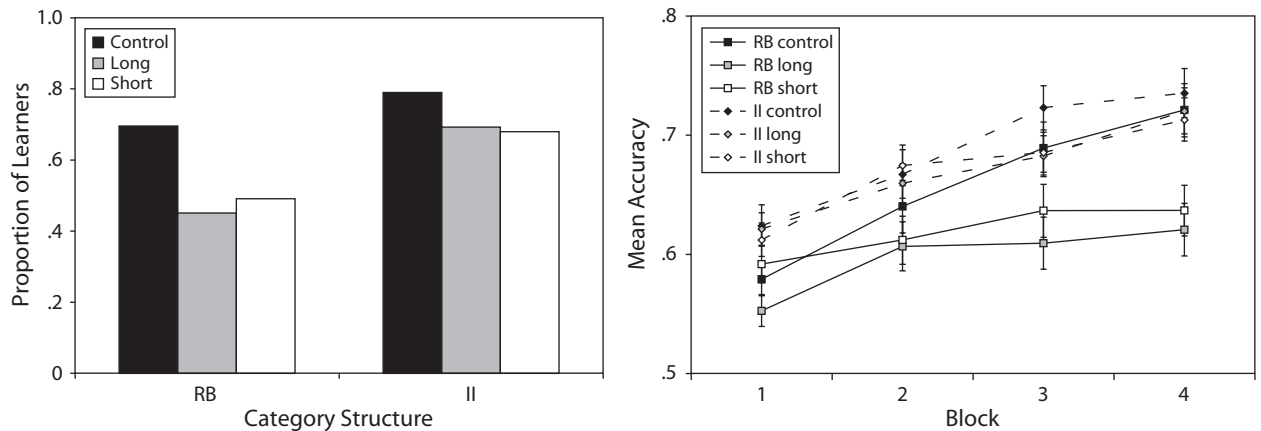 1.0
.8
.6
.4
.2
0
Proportion of Learners
Control
Long
Short
RB
II
Category Structure
.8
.7
.6
.5
Mean Accuracy
RB control
RB long
RB short
II control
II long
II short
1
2
3
4
Block